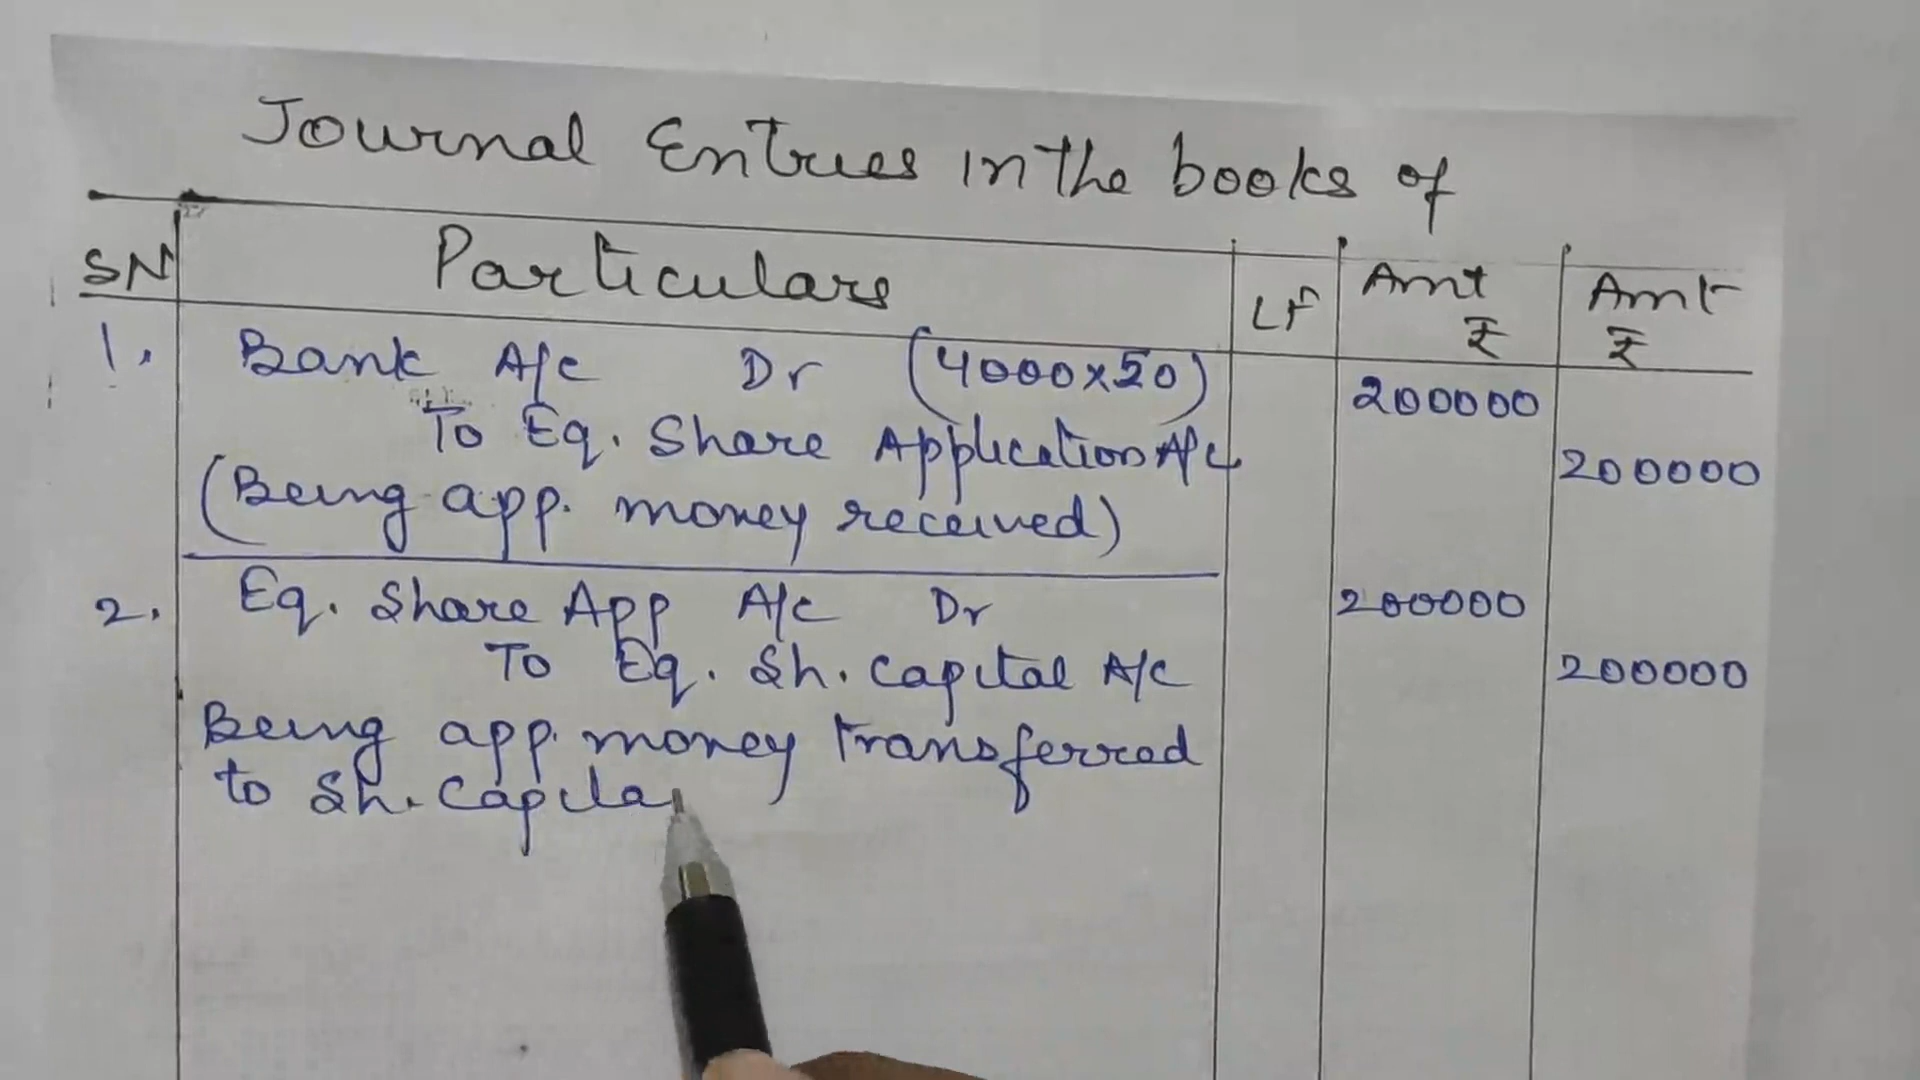 Journal Entries in the books of
SN Particulars LF Amt ₹ Amt ₹
1. Bank A/c Dr (4000x50) 200000
To Eq. Share Application A/c 200000
(Being app. money received)
2. Eq. Share App A/c Dr 200000
To Eq. Sh. Capital A/c 200000
Being app. money transferred
to Sh. Capita